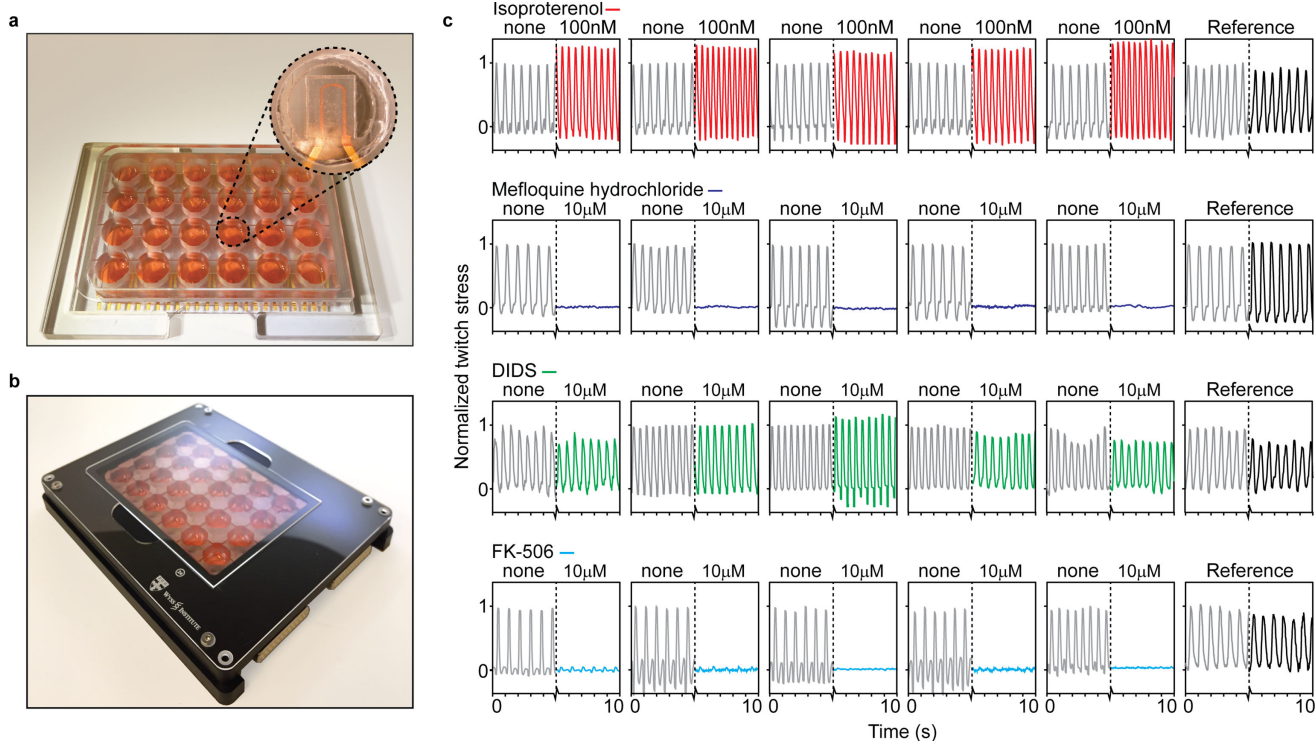 a
b
WYSS INSTITUTE
c
Isoproterenol
none 100nM none 100nM none 100nM none 100nM none 100nM Reference
1
0
Mefloquine hydrochloride
none 10μM none 10μM none 10μM none 10μM none 10μM Reference
1
0
DIDS
none 10μM none 10μM none 10μM none 10μM none 10μM Reference
1
0
FK-506
none 10μM none 10μM none 10μM none 10μM none 10μM Reference
1
0
0 10 0 10 0 10 0 10 0 10 0 10
Normalized twitch stress
Time (s)